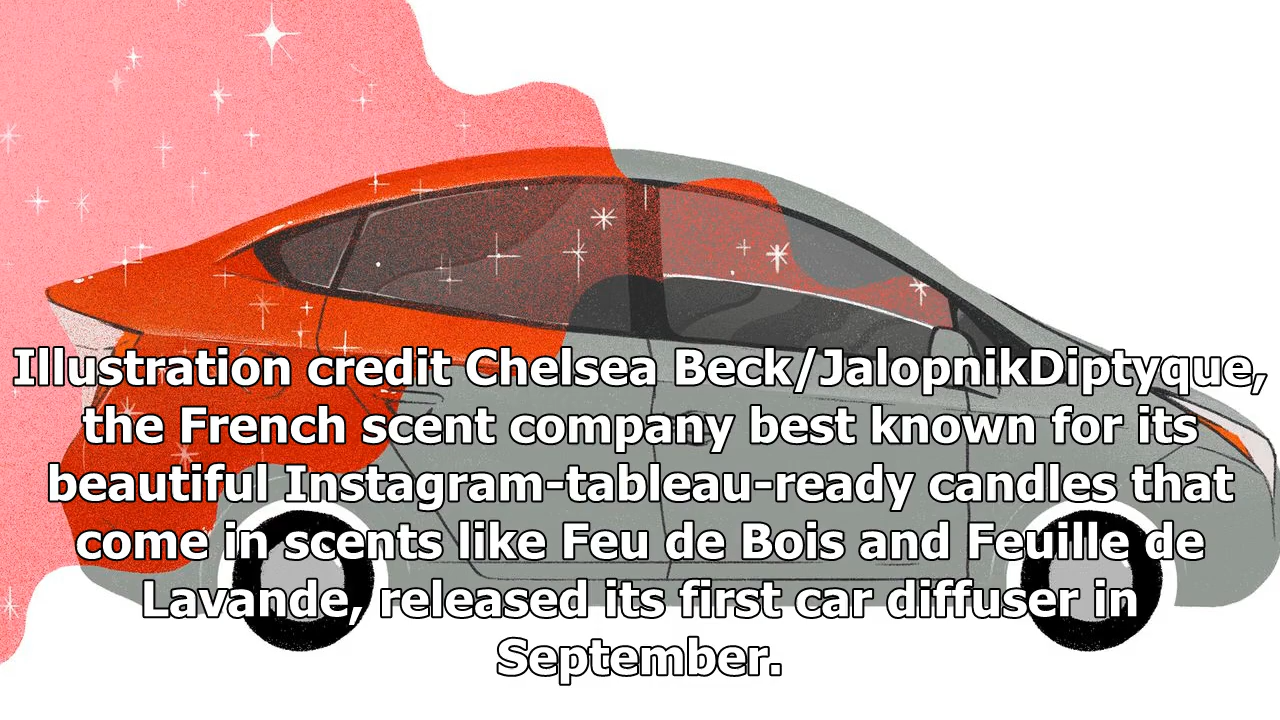 Illustration credit Chelsea Beck/JalopnikDiptyque,
the French scent company best known for its
beautiful Instagram-tableau-ready candles that
come in scents like Feu de Bois and Feuille de
Lavande, released its first car diffuser in
September.